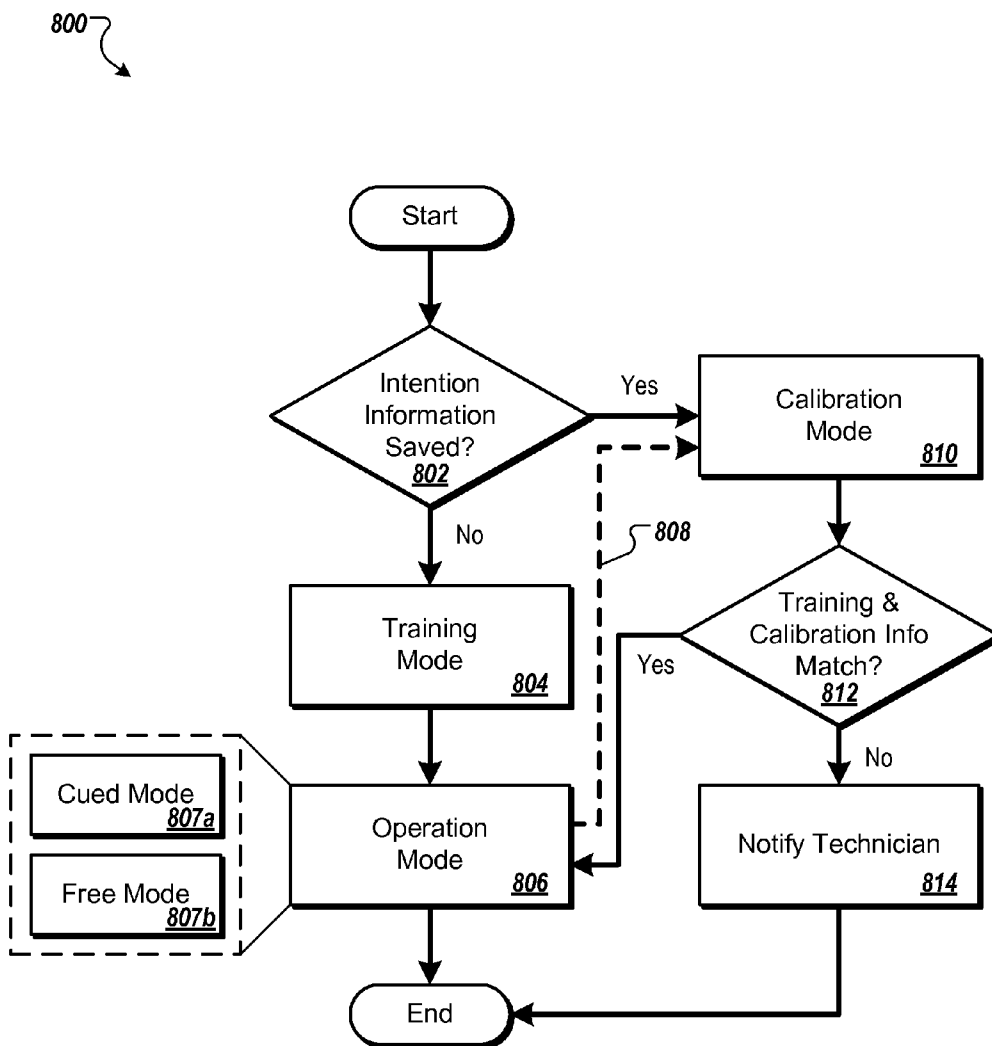 800
Start
Intention
Information
Saved?
802
Yes
Calibration
Mode
810
No
808
Training
Mode
804
Training &
Calibration Info
Match?
812
Yes
No
Cued Mode
807a
Free Mode
807b
Operation
Mode
806
Notify Technician
814
End